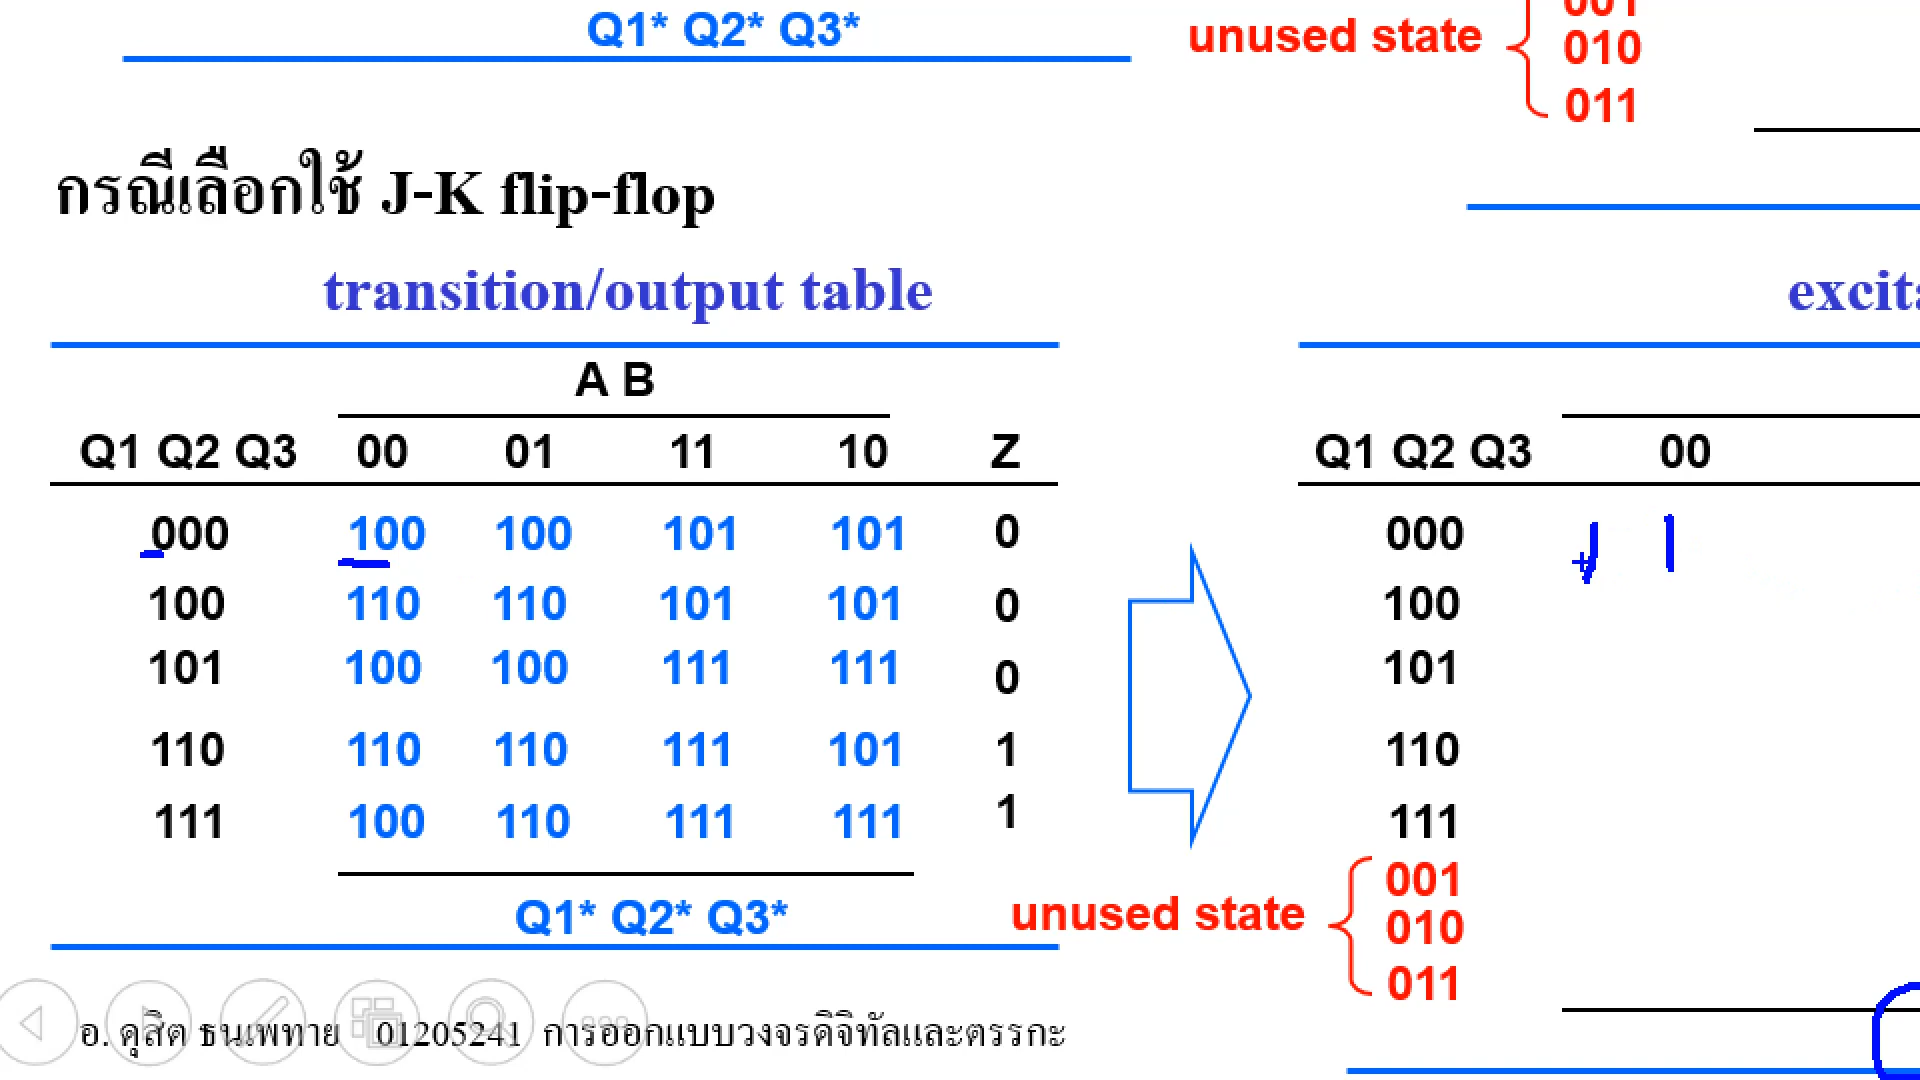 Q1* Q2* Q3*
unused state
010
011
กรณีเลือกใช้ J-K flip-flop
transition/output table
A B
Q1 Q2 Q3 00 01 11 10 Z
000 100 100 101 101 0
100 110 110 101 101 0
101 100 100 111 111 0
110 110 110 111 101 1
111 100 110 111 111 1
Q1* Q2* Q3*
Q1 Q2 Q3 00
000
100
101
110
111
unused state
001
010
011
อ. ดุสิต ธนเพทาย 01205241 การออกแบบวงจรดิจิทัลและตรรกะ